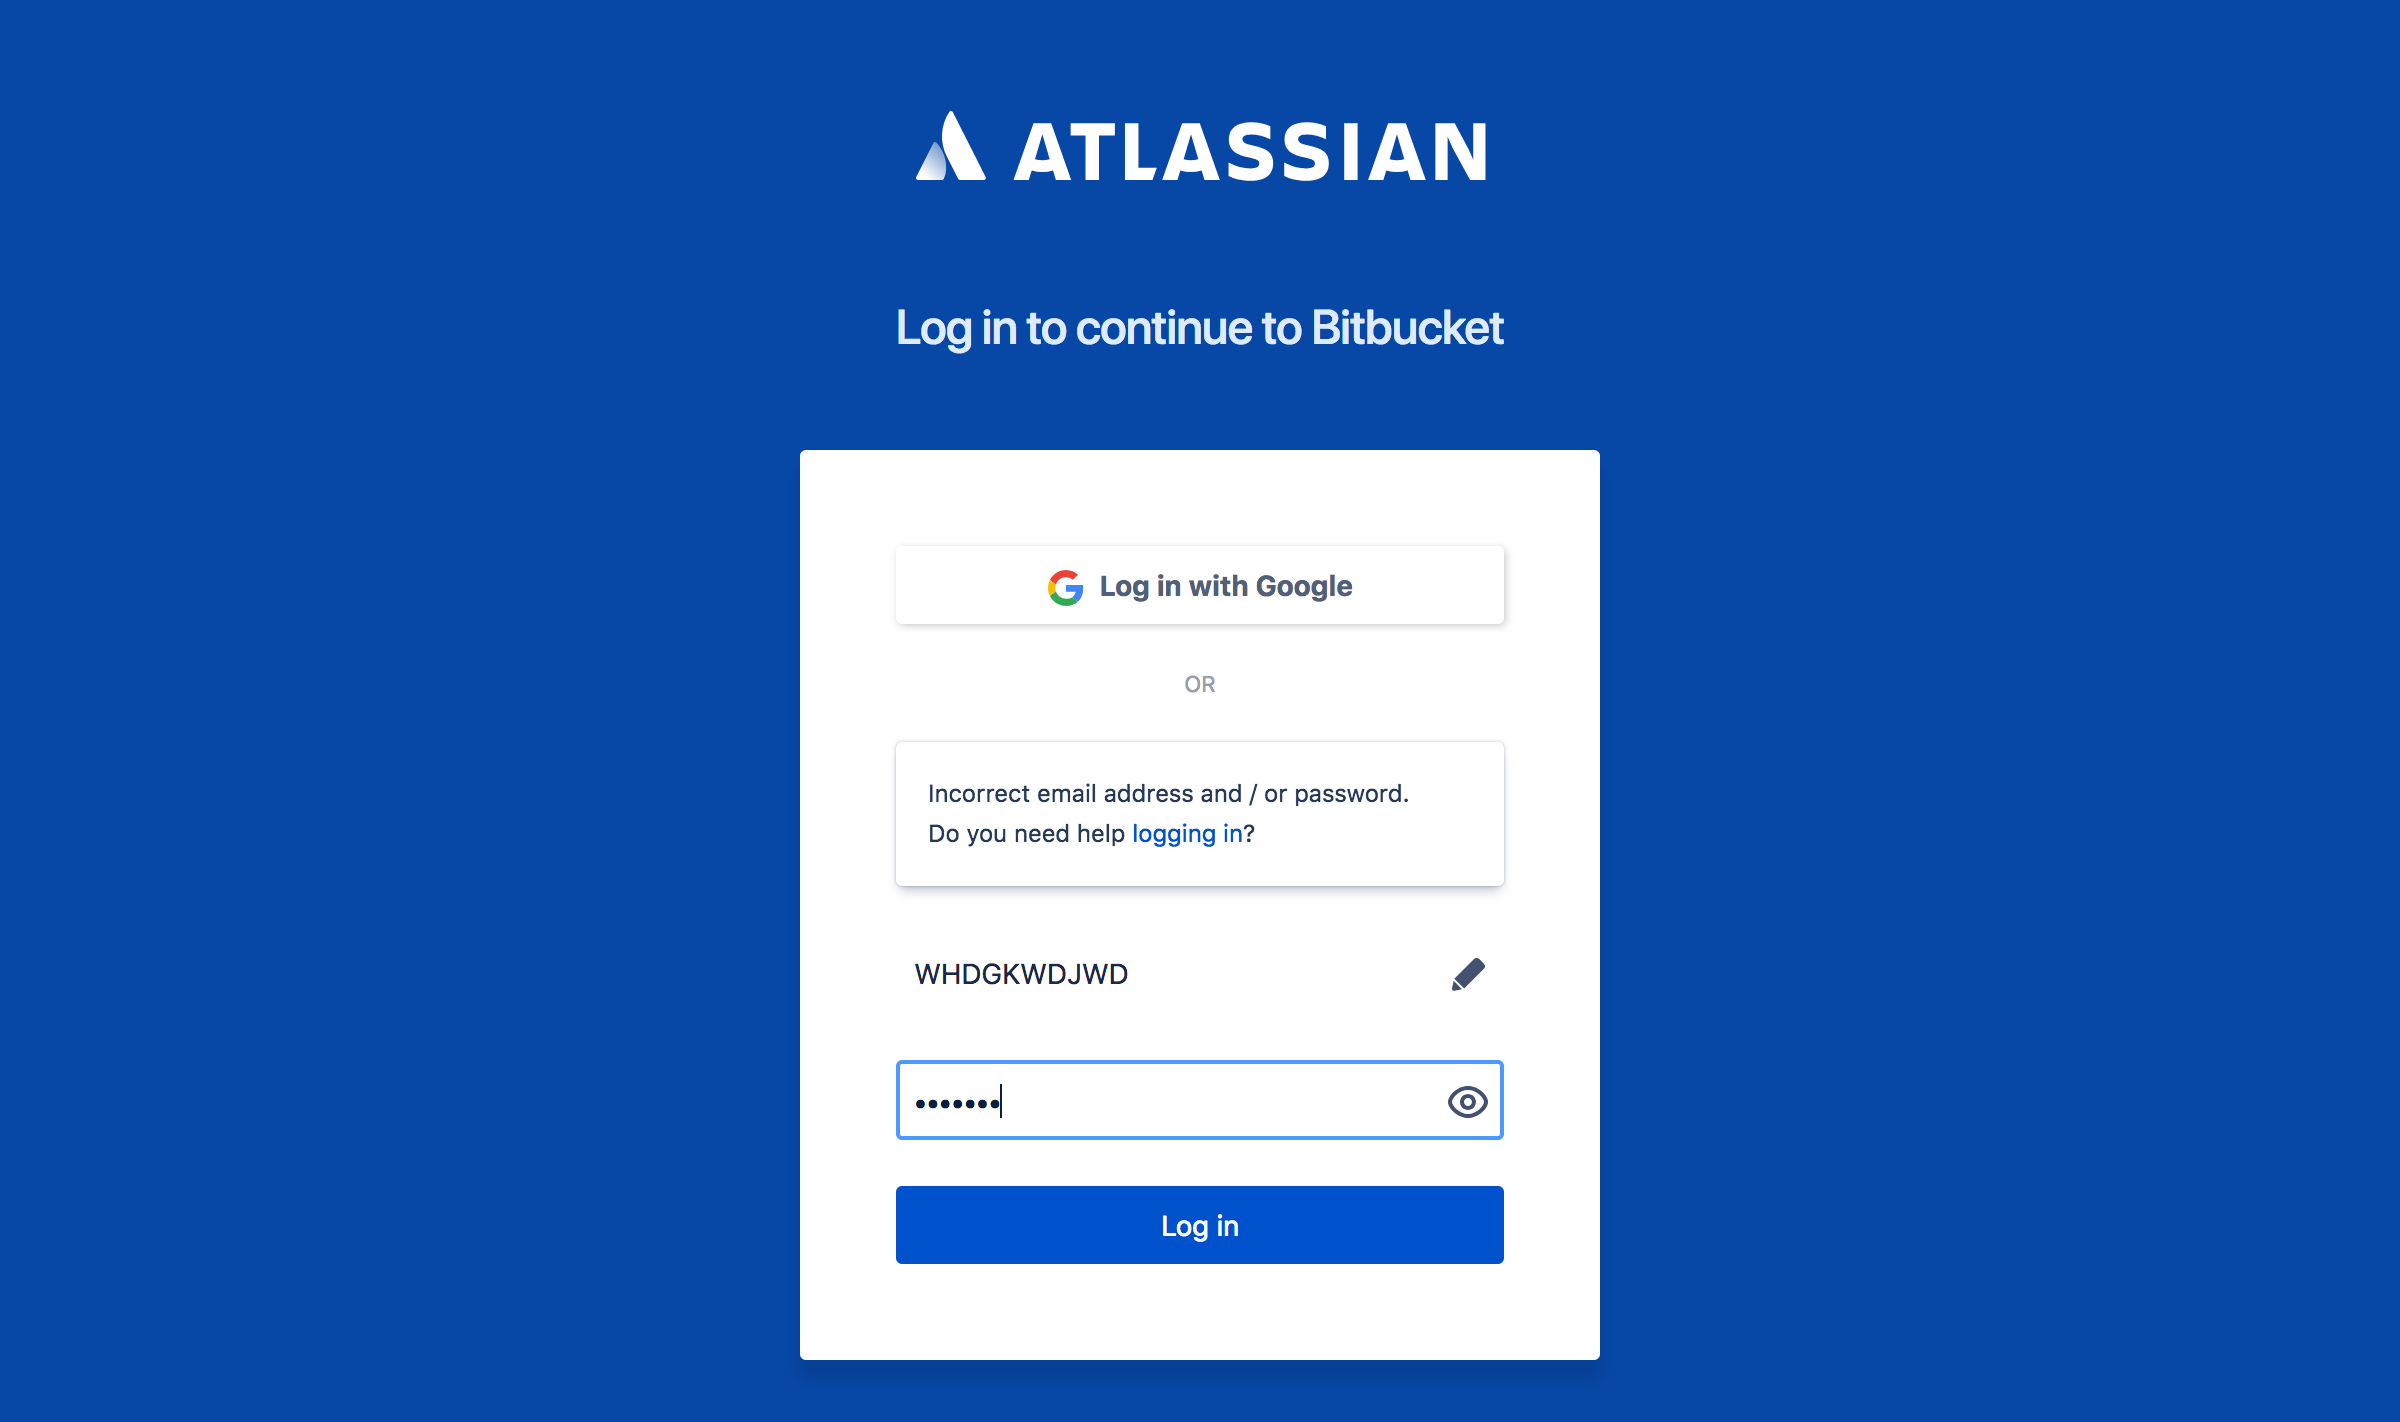 ATLASSIAN
Log in to continue to Bitbucket
Log in with Google
OR
Incorrect email address and / or password.
Do you need help logging in?
WHDGKWDJWD
•••••••
Log in